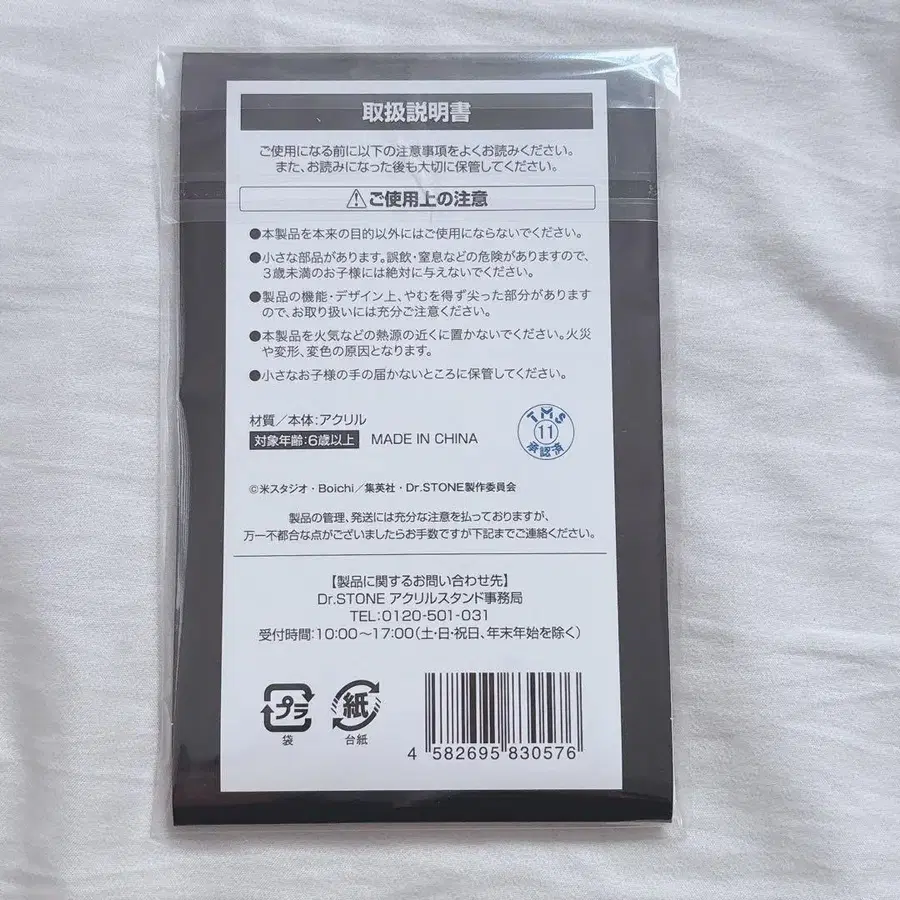 取扱説明書
ご使用になる前に以下の注意事項をよくお読みください。
また、お読みになった後も大切に保管してください。
⚠ご使用上の注意
●本製品を本来の目的以外にはご使用にならないでください。
●小さな部品があります。誤飲・窒息などの危険がありますので、
3歳未満のお子様には絶対に与えないでください。
●製品の機能・デザイン上、やむを得ず尖った部分があります
ので、お取り扱いには充分ご注意ください。
●本製品を火気などの熱源の近くに置かないでください。火災
や変形、変色の原因となります。
●小さなお子様の手の届かないところに保管してください。
材質／本体：アクリル
対象年齢：6歳以上 MADE IN CHINA
TMS
11
承認済
©米スタジオ・Boichi／集英社・Dr.STONE製作委員会
製品の管理、発送には充分な注意を払っておりますが、
万一不都合な点がございましたらお手数ですが下記までご連絡ください。
【製品に関するお問い合わせ先】
Dr.STONE アクリルスタンド事務局
TEL:0120-501-031
受付時間：10:00～17:00（土・日・祝日、年末年始を除く）
プラ
袋
紙
台紙
4 582695 830576